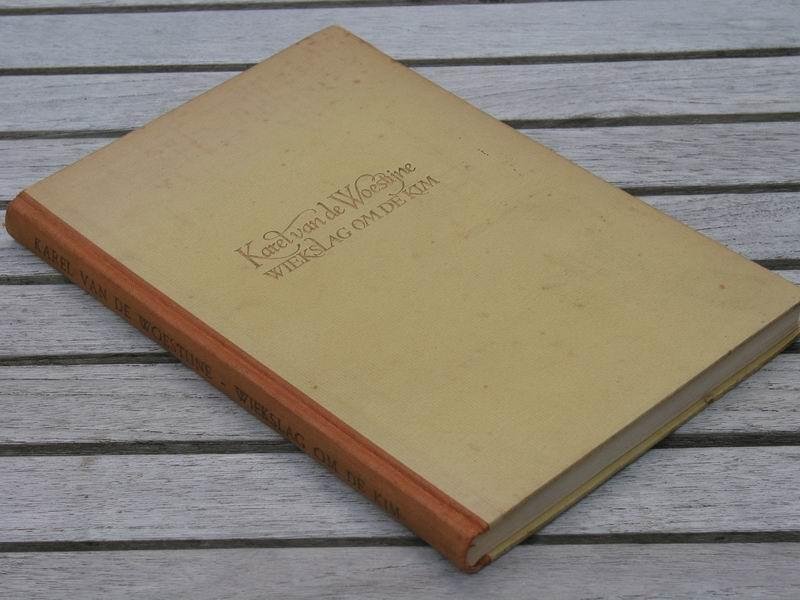 Karel van de Woestijne
WIEKSLAG OM DE KIM
KAREL VAN DE WOESTIJNE - WIEKSLAG OM DE KIM